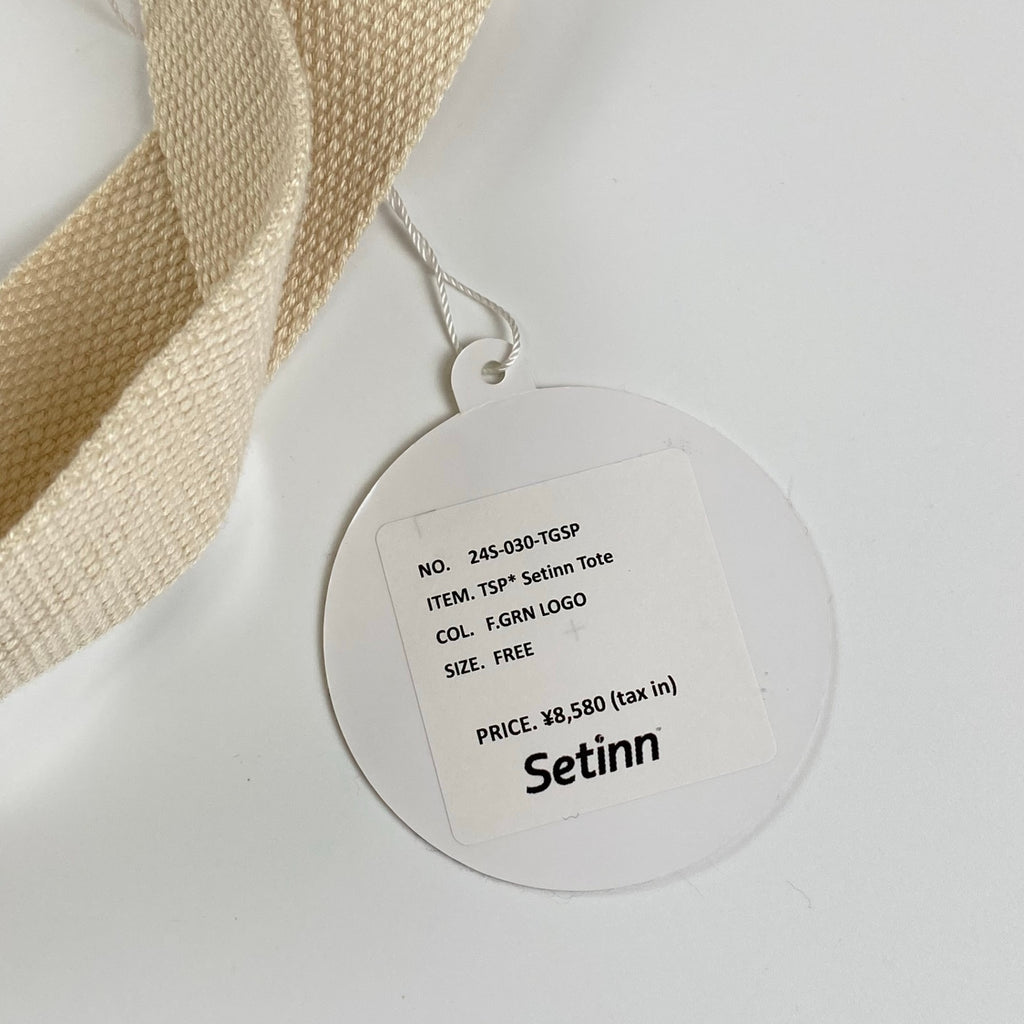 NO. 24S-030-TGSP
ITEM. TSP* Setinn Tote
COL. F.GRN LOGO
SIZE. FREE
PRICE. ¥8,580 (tax in)
Setinn